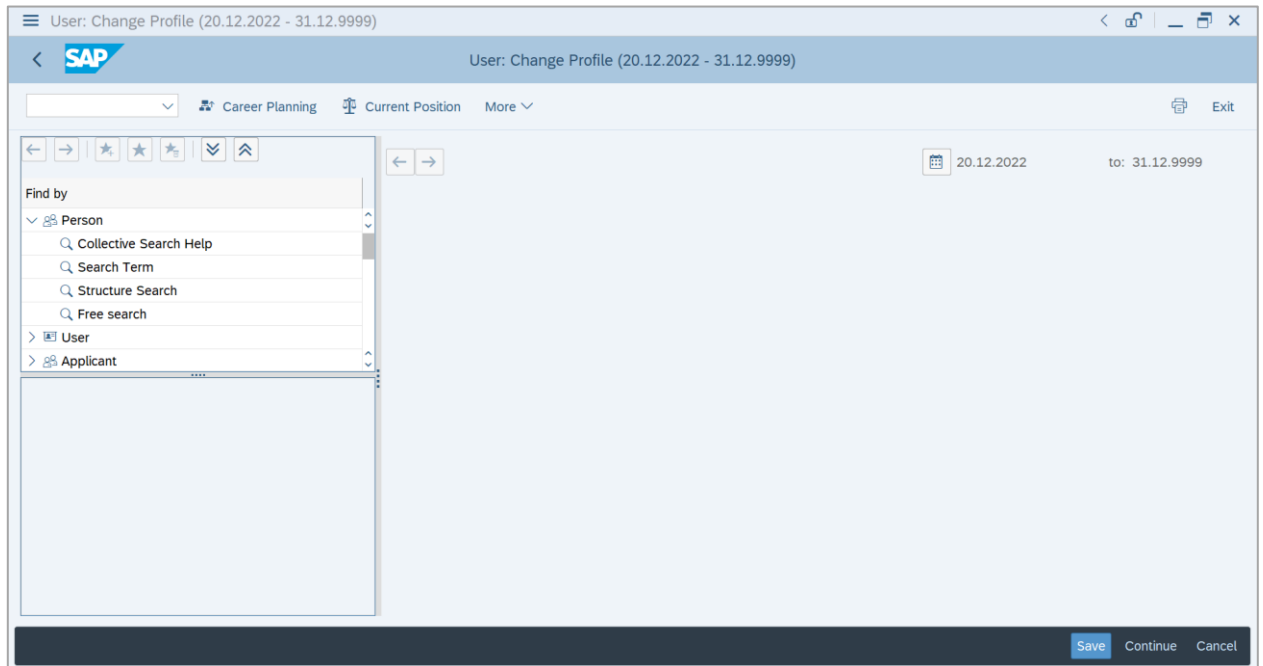 User: Change Profile (20.12.2022 - 31.12.9999)
SAP
User: Change Profile (20.12.2022 - 31.12.9999)
Career Planning
Current Position
More
Exit
20.12.2022
to: 31.12.9999
Find by
Person
Collective Search Help
Search Term
Structure Search
Free search
User
Applicant
Save
Continue
Cancel